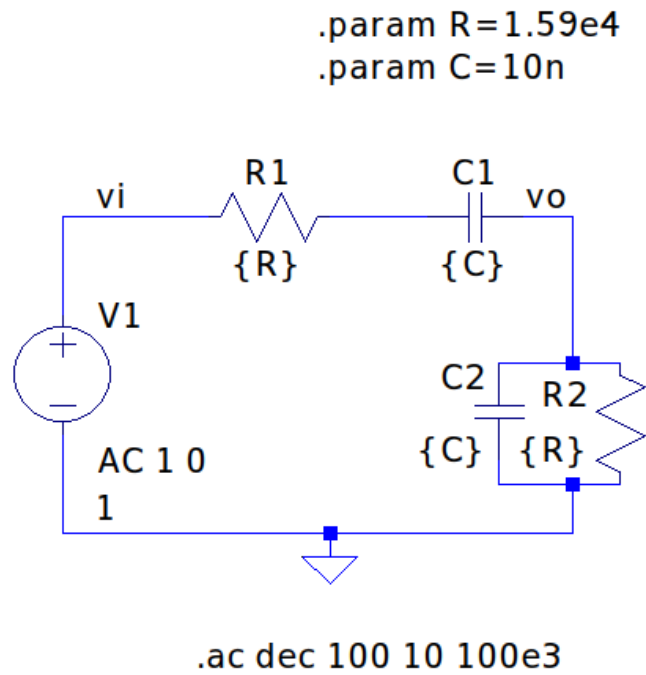 .param R=1.59e4
.param C=10n
R1
C1
vi
vo
{R}
{C}
V1
C2
R2
{C}
{R}
AC 1 0
1
.ac dec 100 10 100e3